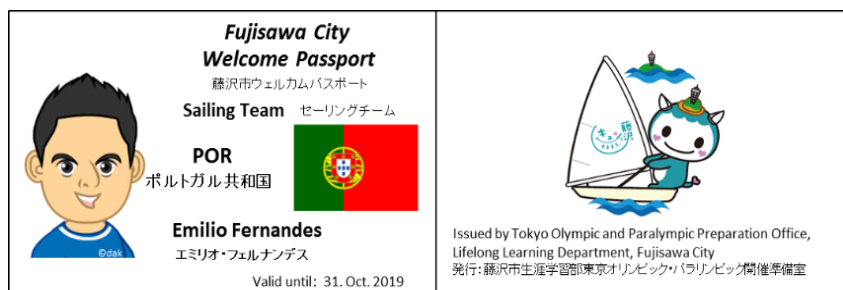 Fujisawa City
Welcome Passport
藤沢市ウェルカムパスポート
Sailing Team セーリングチーム
POR
ポルトガル共和国
Emilio Fernandes
エミリオ・フェルナンデス
©dak
Valid until: 31. Oct. 2019
キュン
藤沢
Issued by Tokyo Olympic and Paralympic Preparation Office,
Lifelong Learning Department, Fujisawa City
発行：藤沢市生涯学習部東京オリンピック・パラリンピック開催準備室